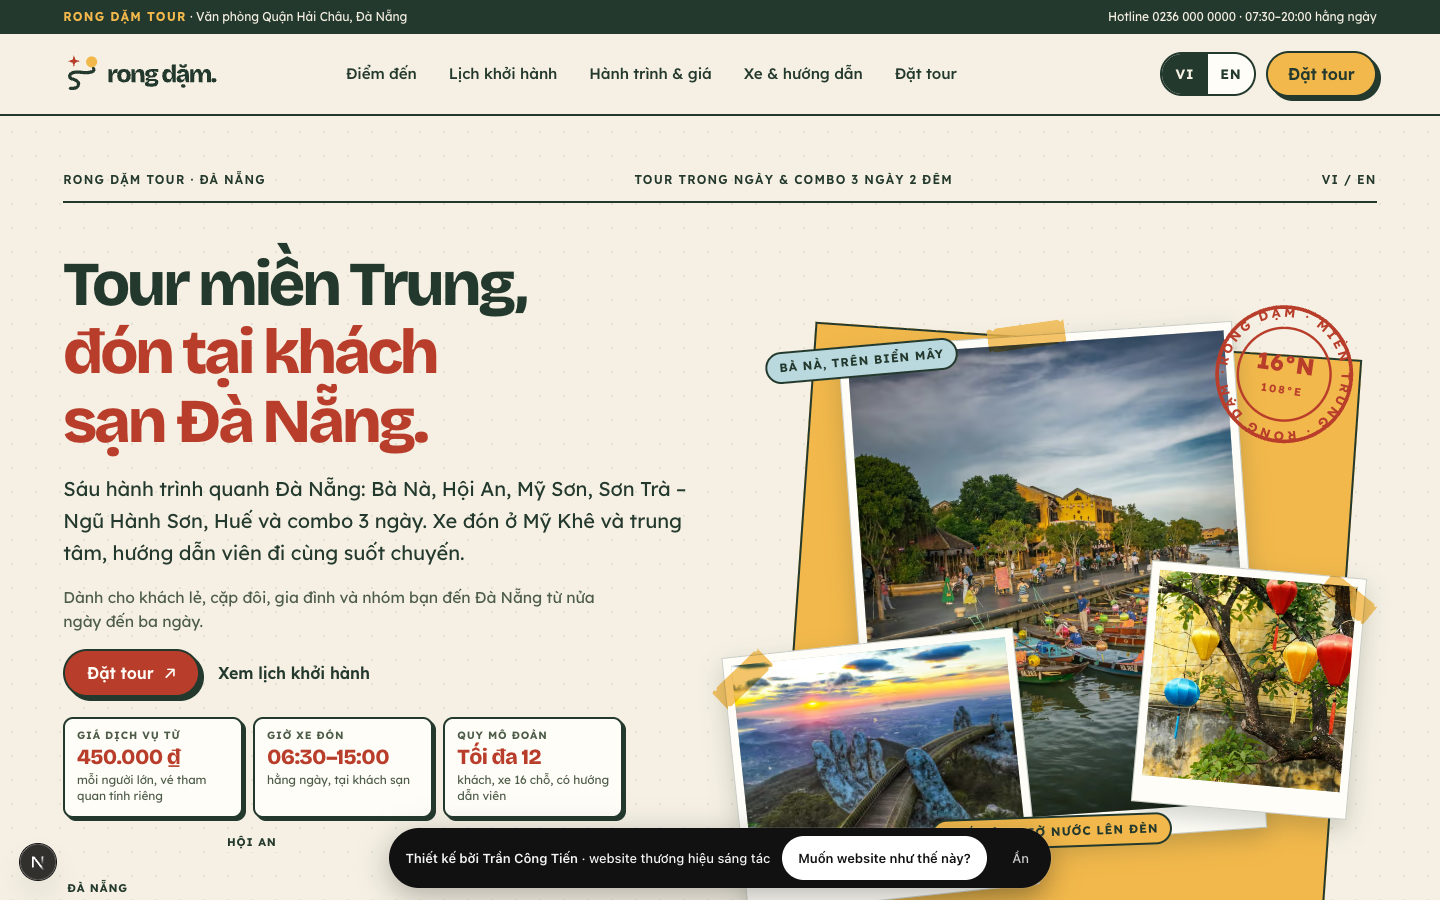 RONG DẶM TOUR · Văn phòng Quận Hải Châu, Đà Nẵng
Hotline 0236 000 0000 · 07:30–20:00 hằng ngày
rong dặm.
Điểm đến
Lịch khởi hành
Hành trình & giá
Xe & hướng dẫn
Đặt tour
VI
EN
Đặt tour
RONG DẶM TOUR · ĐÀ NẴNG
TOUR TRONG NGÀY & COMBO 3 NGÀY 2 ĐÊM
VI / EN
Tour miền Trung,
đón tại khách
sạn Đà Nẵng.
Sáu hành trình quanh Đà Nẵng: Bà Nà, Hội An, Mỹ Sơn, Sơn Trà –
Ngũ Hành Sơn, Huế và combo 3 ngày. Xe đón ở Mỹ Khê và trung
tâm, hướng dẫn viên đi cùng suốt chuyến.
Dành cho khách lẻ, cặp đôi, gia đình và nhóm bạn đến Đà Nẵng từ nửa
ngày đến ba ngày.
Đặt tour
Xem lịch khởi hành
GIÁ DỊCH VỤ TỪ
450.000 ₫
mỗi người lớn, vé tham
quan tính riêng
GIỜ XE ĐÓN
06:30–15:00
hằng ngày, tại khách sạn
QUY MÔ ĐOÀN
Tối đa 12
khách, xe 16 chỗ, có hướng
dẫn viên
HỘI AN
ĐÀ NẴNG
BÀ NÀ, TRÊN BIỂN MÂY
RONG DẶM · MIỀN TRUNG · RONG DẶM
16°N
108°E
NƯỚC LÊN ĐÈN
Thiết kế bởi Trần Công Tiến · website thương hiệu sáng tác
Muốn website như thế này?
Ẩn
N